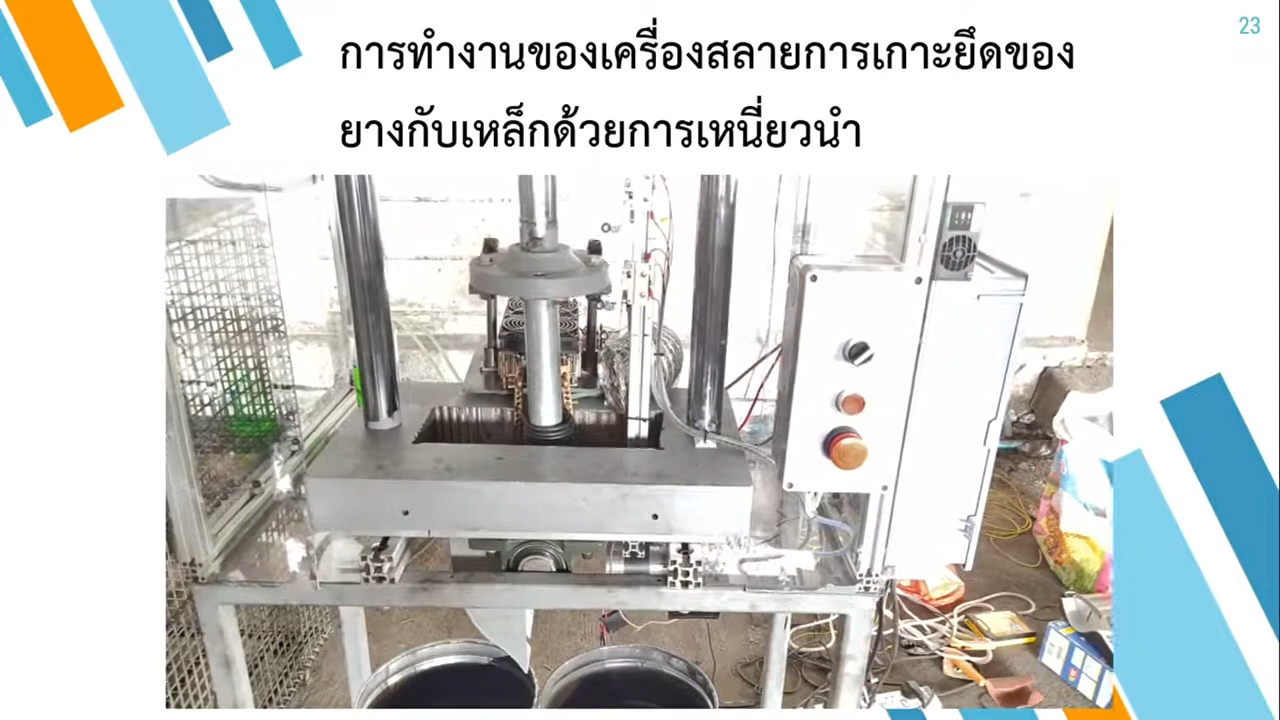 23
การทำงานของเครื่องสลายการเกาะยึดของ
ยางกับเหล็กด้วยการเหนี่ยวนำ